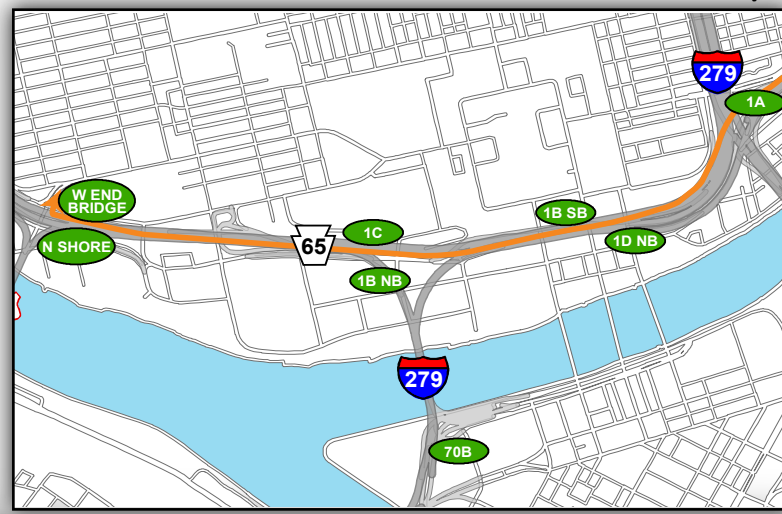 279
1A
W END
BRIDGE
1B SB
1C
1D NB
65
N SHORE
1B NB
279
70B